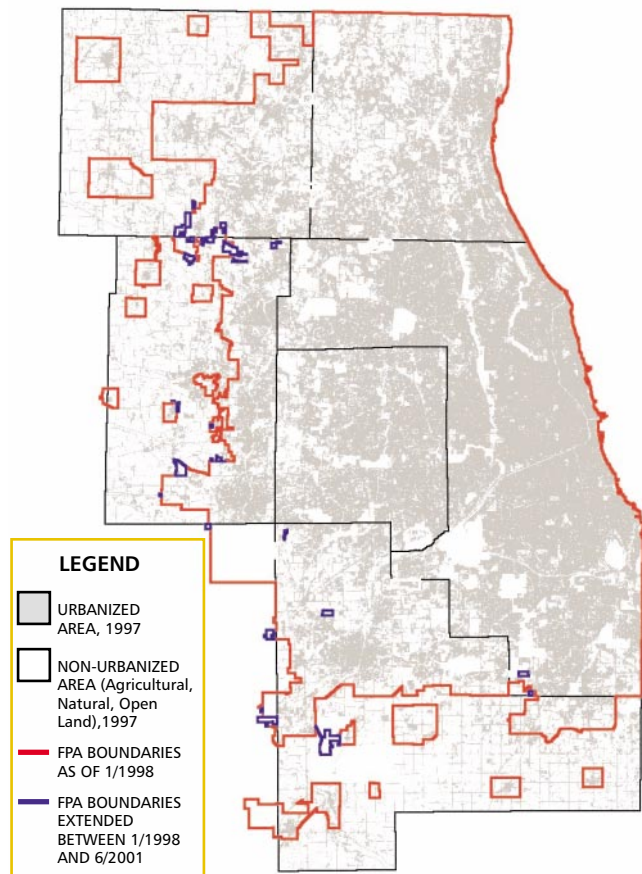 LEGEND
URBANIZED
AREA, 1997
NON-URBANIZED
AREA (Agricultural,
Natural, Open
Land),1997
FPA BOUNDARIES
AS OF 1/1998
FPA BOUNDARIES
EXTENDED
BETWEEN 1/1998
AND 6/2001